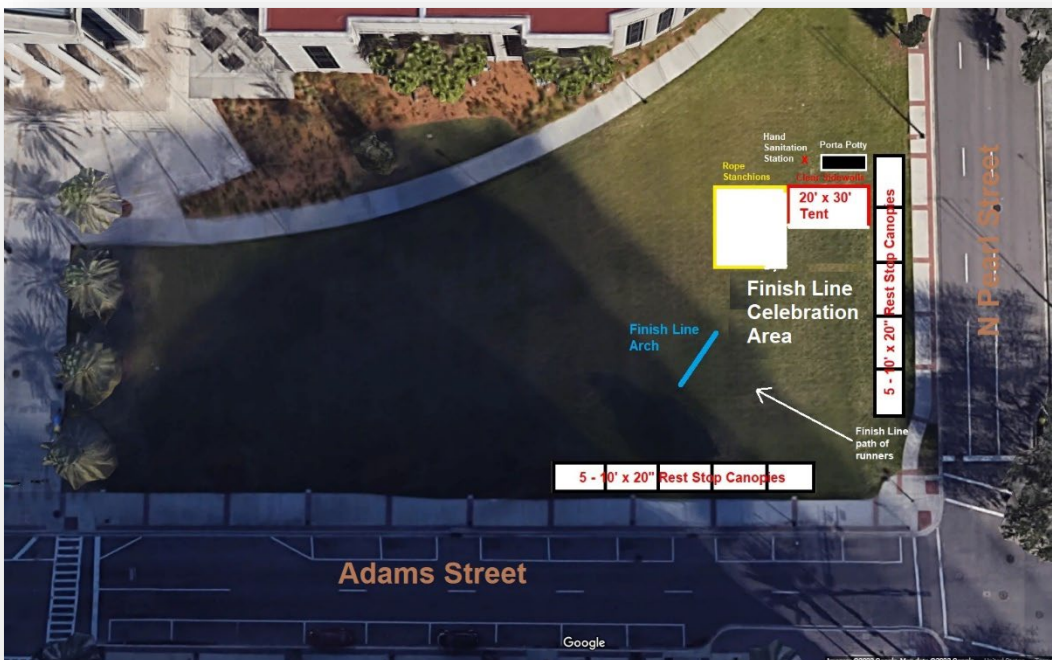 Hand
Sanitation
Station X
Porta Potty
Rope
Stanchions
20' x 30'
Tent
5 - 10' x 20" Rest Stop Canopies
N Pearl Street
Finish Line
Celebration
Area
Finish Line
Arch
Finish Line
path of
runners
5 - 10' x 20" Rest Stop Canopies
Adams Street
Google